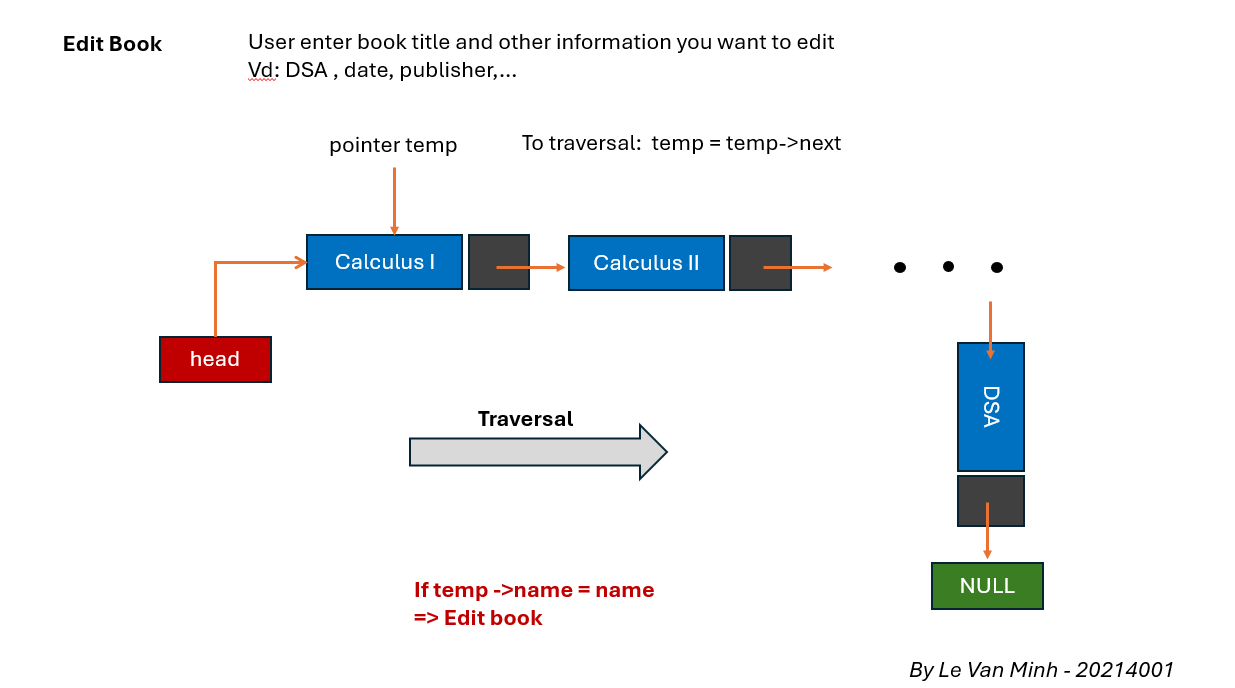 Edit Book
User enter book title and other information you want to edit
Vd: DSA , date, publisher,...
pointer temp
To traversal:  temp = temp->next
Calculus I
Calculus II
head
DSA
Traversal
NULL
If temp ->name = name
=> Edit book
By Le Van Minh - 20214001